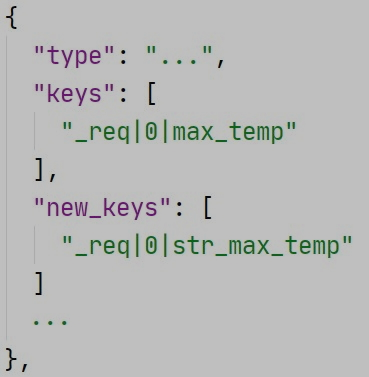 {
"type": "...",
"keys": [
"_req|0|max_temp"
],
"new_keys": [
"_req|0|str_max_temp"
]
...
},